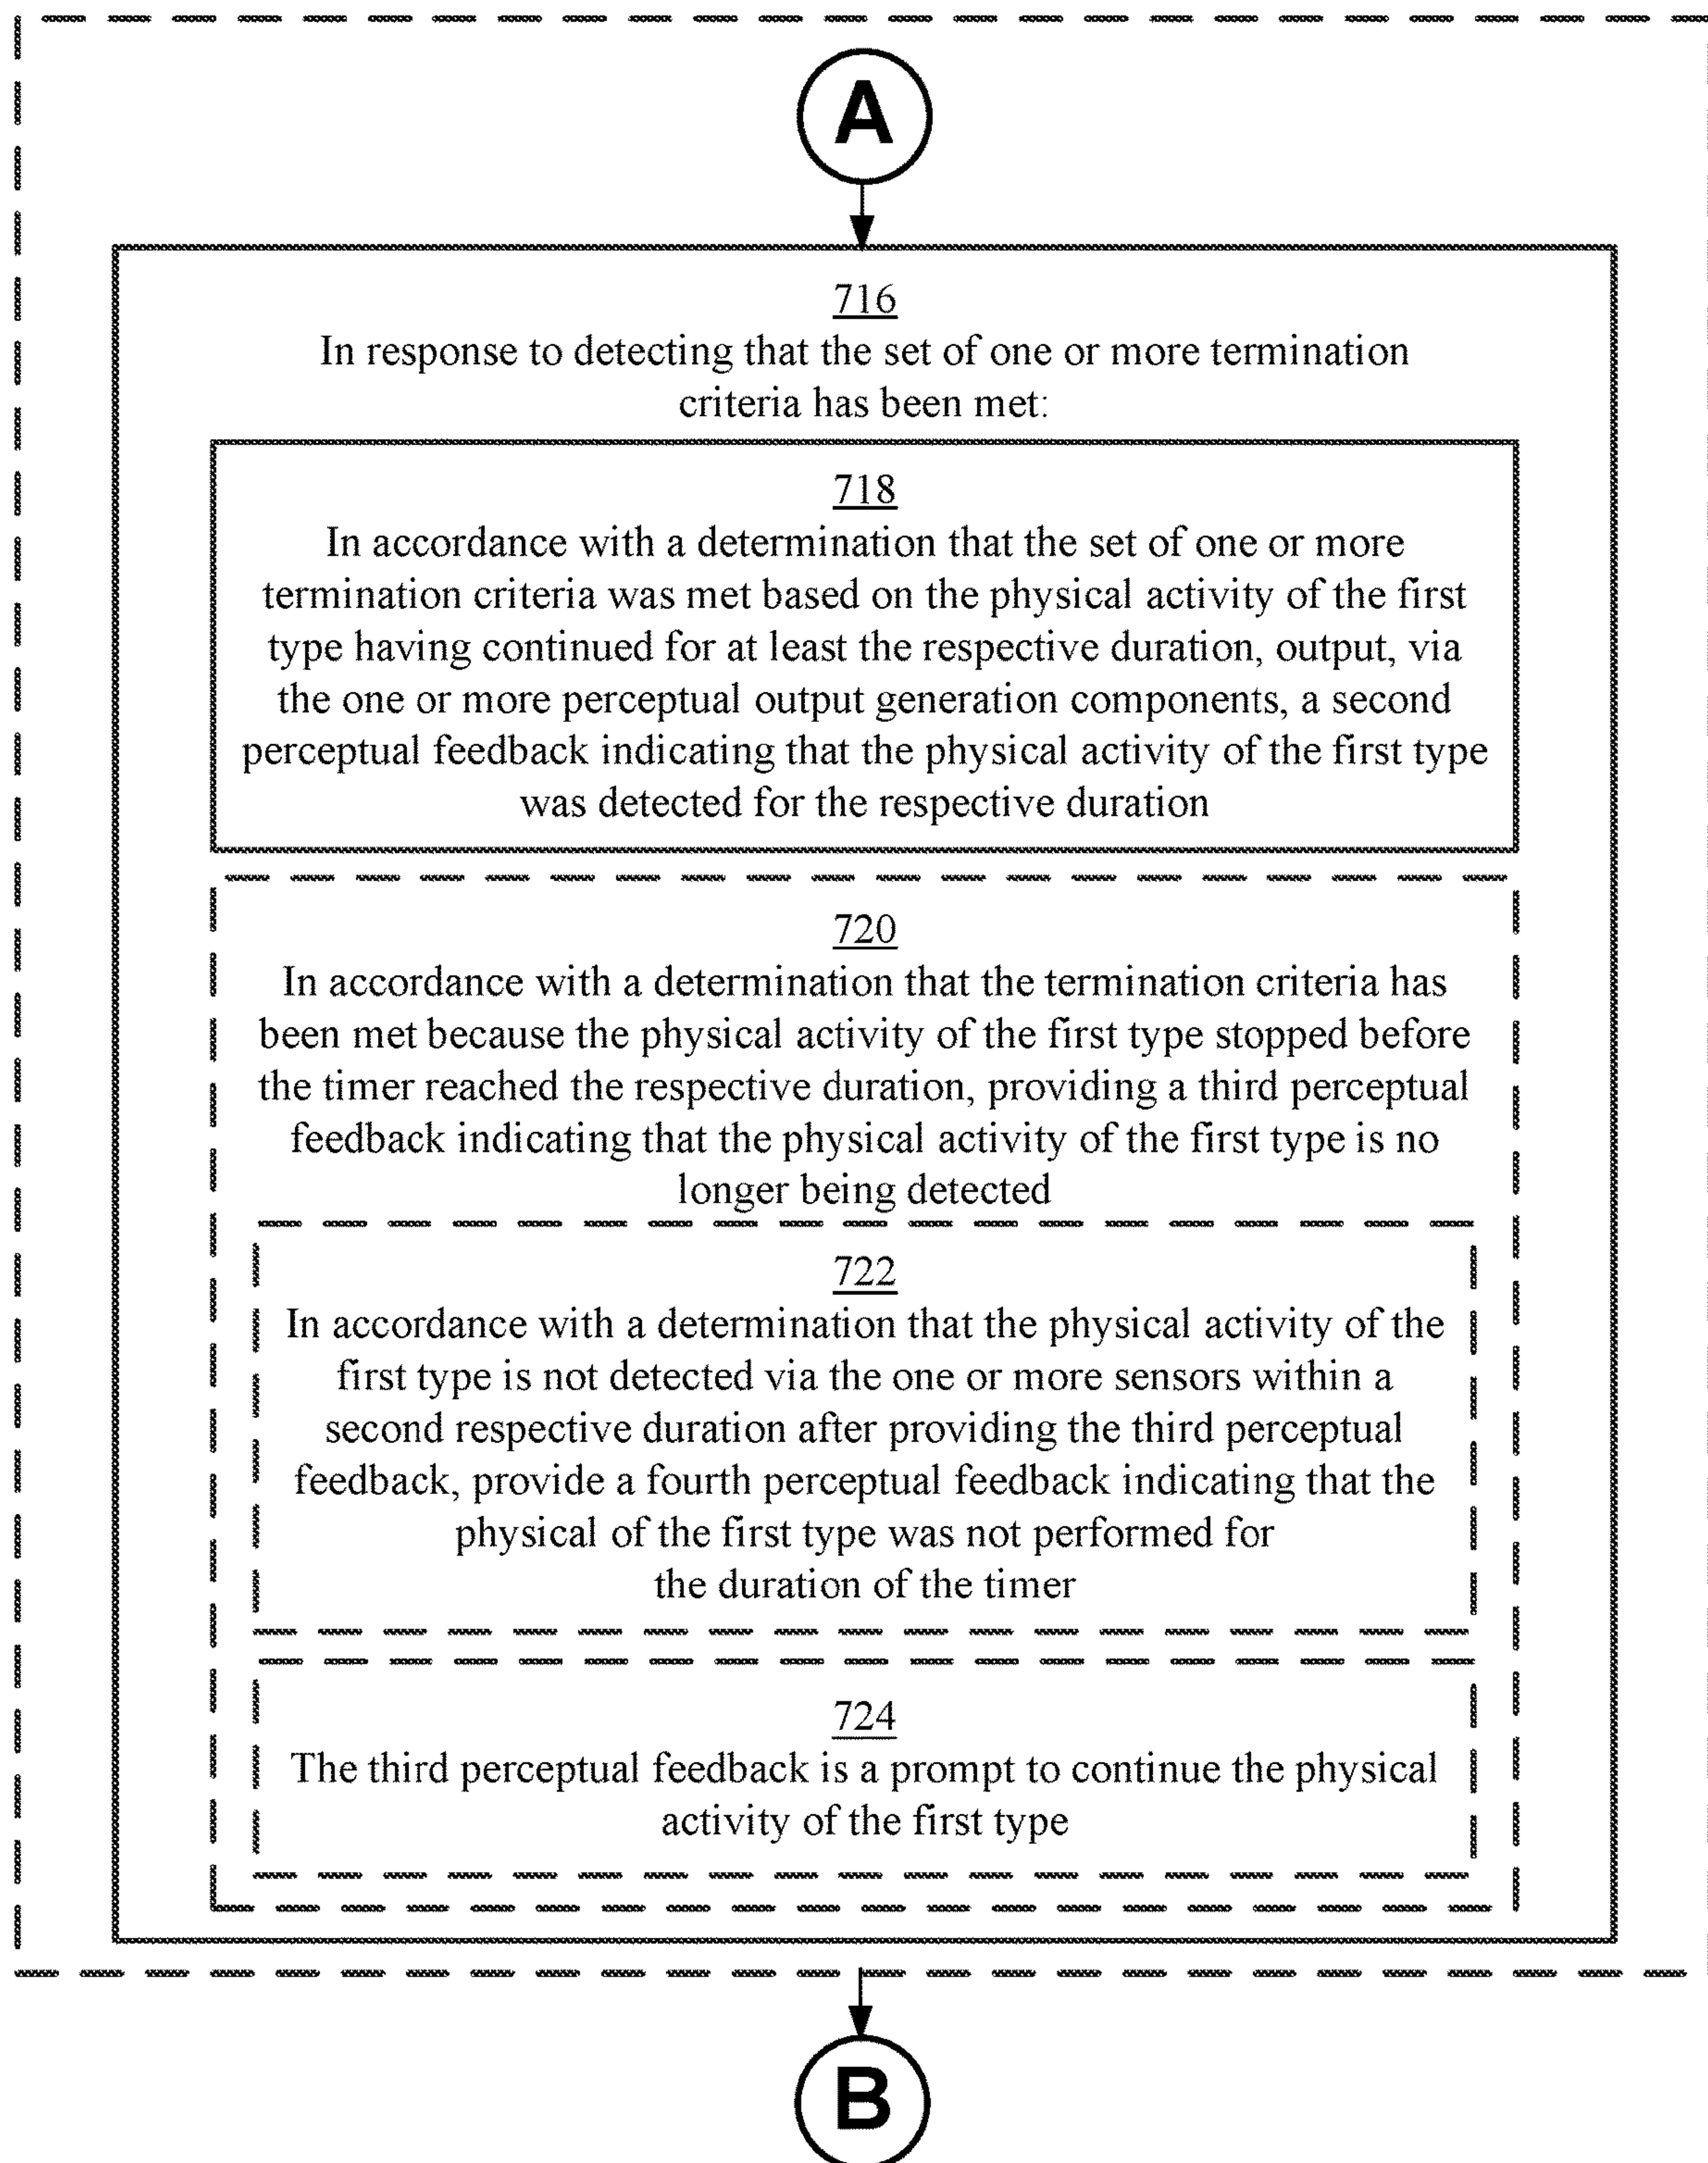 A
716
In response to detecting that the set of one or more termination
criteria has been met:
718
In accordance with a determination that the set of one or more
termination criteria was met based on the physical activity of the first
type having continued for at least the respective duration, output, via
the one or more perceptual output generation components, a second
perceptual feedback indicating that the physical activity of the first type
was detected for the respective duration
720
In accordance with a determination that the termination criteria has
been met because the physical activity of the first type stopped before
the timer reached the respective duration, providing a third perceptual
feedback indicating that the physical activity of the first type is no
longer being detected
722
In accordance with a determination that the physical activity of the
first type is not detected via the one or more sensors within a
second respective duration after providing the third perceptual
feedback, provide a fourth perceptual feedback indicating that the
physical of the first type was not performed for
the duration of the timer
724
The third perceptual feedback is a prompt to continue the physical
activity of the first type
B